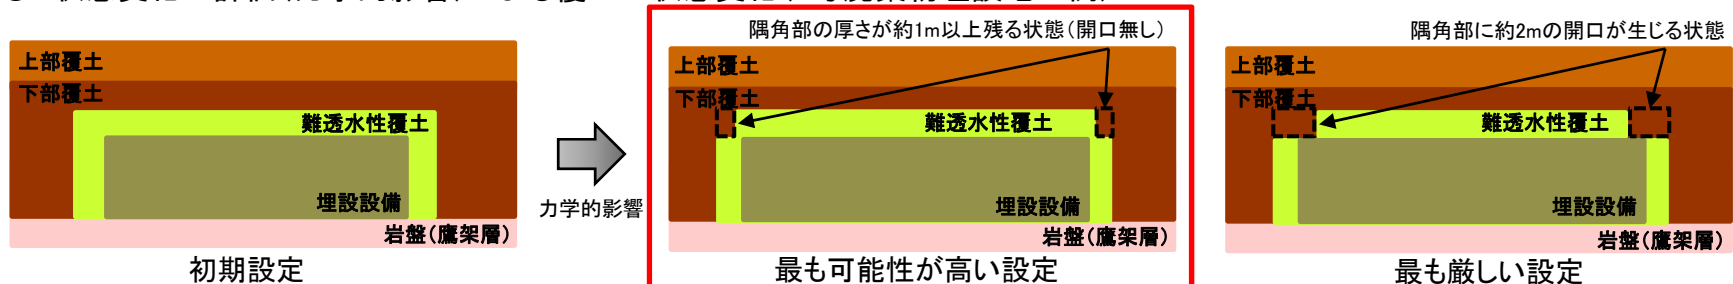 隅角部の厚さが約1m以上残る状態(開口無し)
隅角部に約2mの開口が生じる状態
上部覆土
下部覆土
難透水性覆土
埋設設備
岩盤(鷹架層)
初期設定
力学的影響
上部覆土
下部覆土
難透水性覆土
埋設設備
岩盤(鷹架層)
最も可能性が高い設定
上部覆土
下部覆土
難透水性覆土
埋設設備
岩盤(鷹架層)
最も厳しい設定